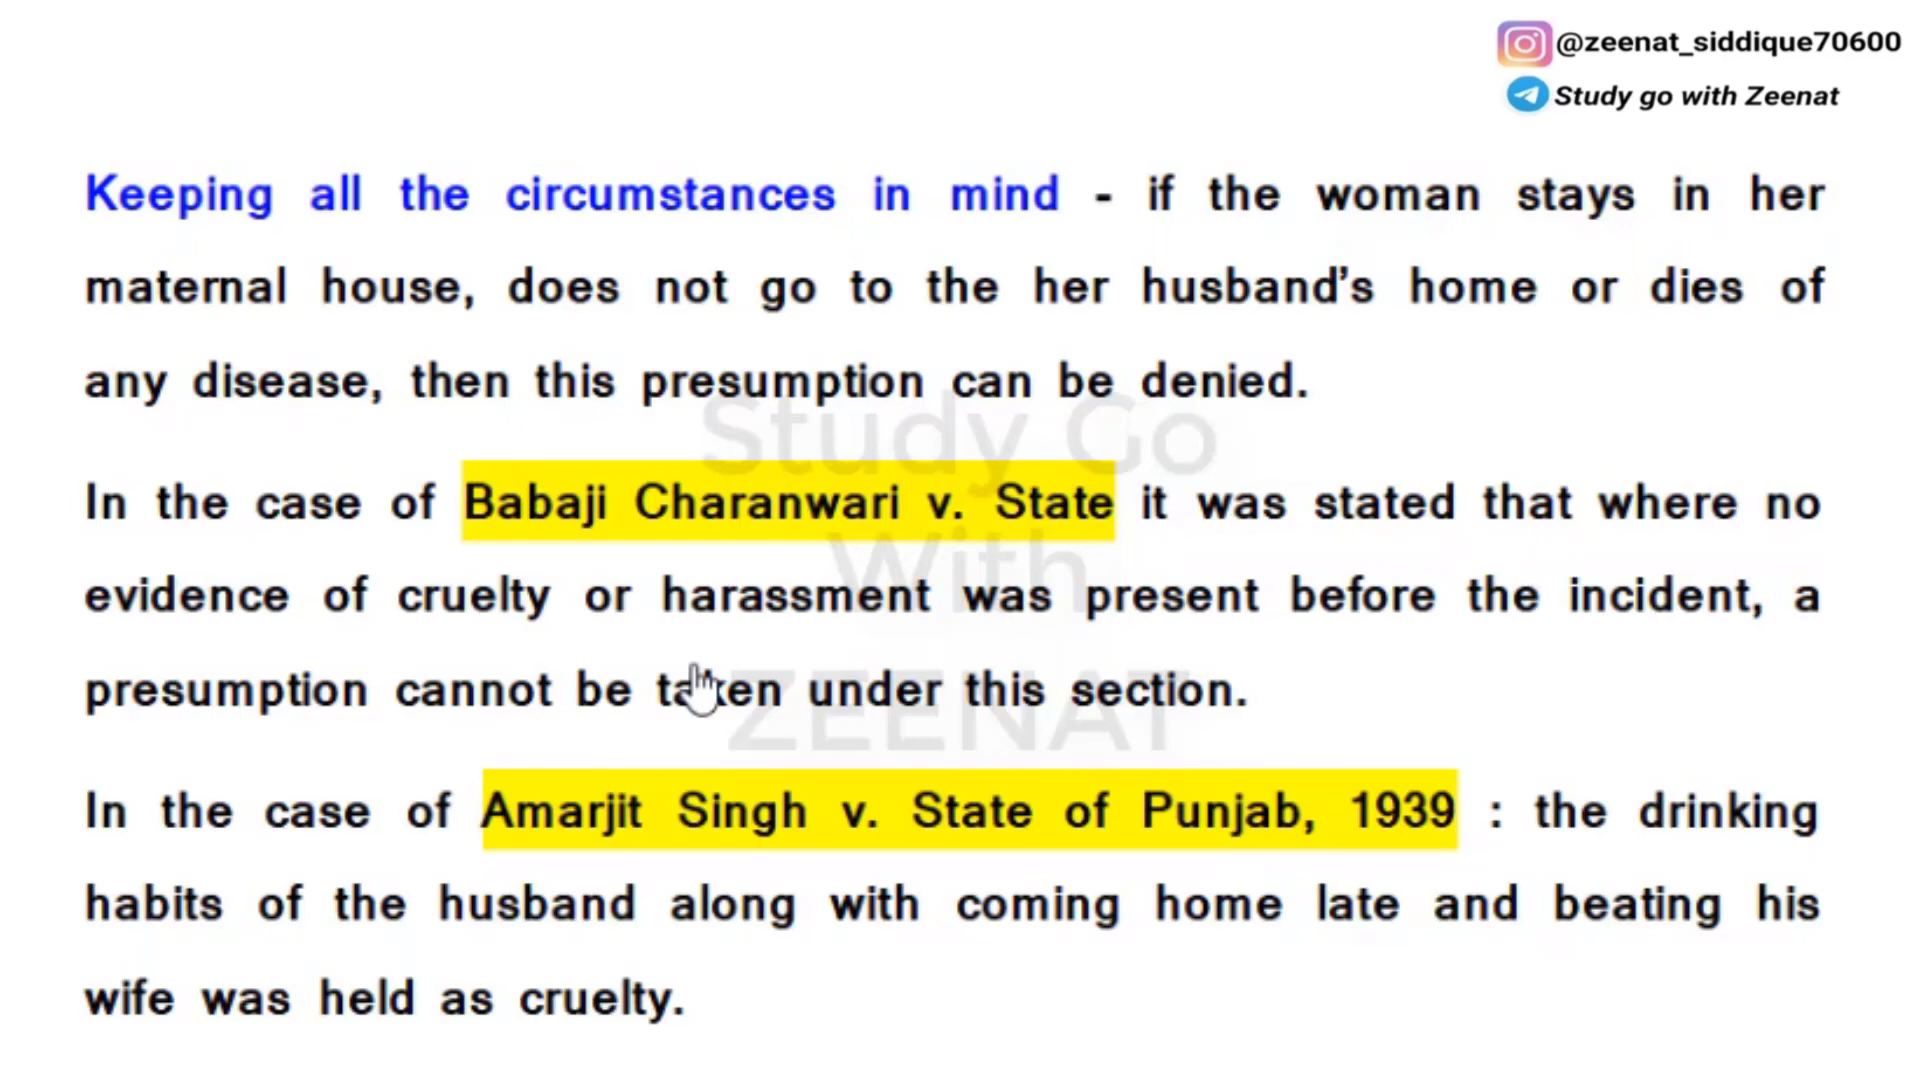 @zeenat_siddique70600
Study go with Zeenat
Keeping all the circumstances in mind - if the woman stays in her
maternal house, does not go to the her husband's home or dies of
any disease, then this presumption can be denied.
In the case of Babaji Charanwari v. State it was stated that where no
evidence of cruelty or harassment was present before the incident, a
presumption cannot be taken under this section.
In the case of Amarjit Singh v. State of Punjab, 1939 : the drinking
habits of the husband along with coming home late and beating his
wife was held as cruelty.
Study Go
With
ZEENAT